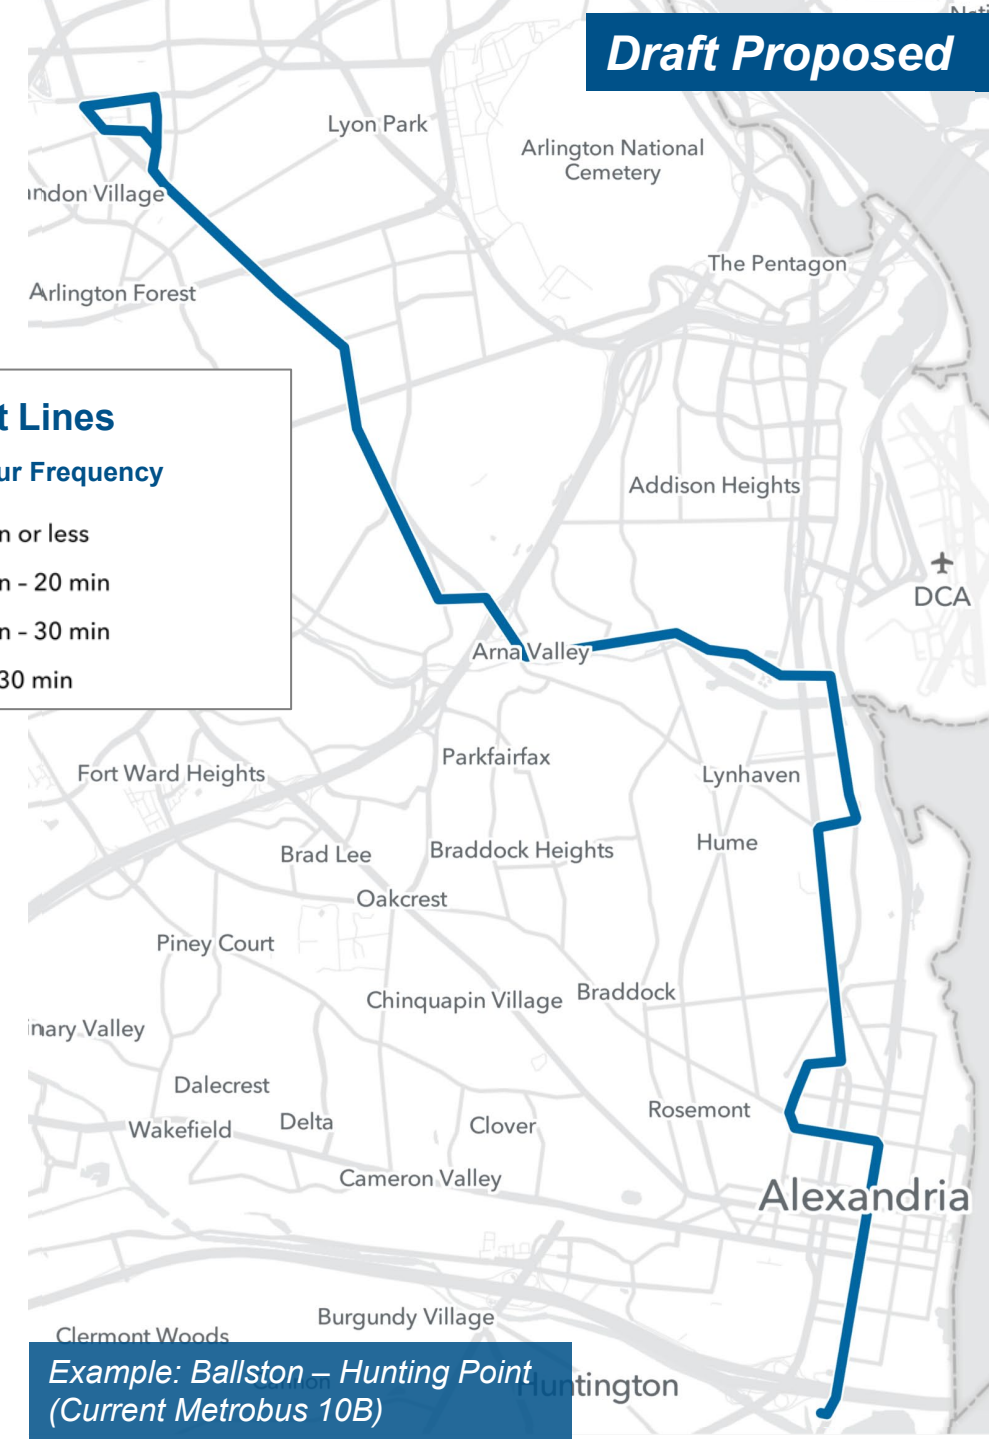 Draft Proposed
Lyon Park
Arlington National
Cemetery
ndon Village
The Pentagon
Arlington Forest
t Lines
ur Frequency
n or less
n – 20 min
n – 30 min
30 min
Addison Heights
DCA
Arna Valley
Parkfairfax
Fort Ward Heights
Lynhaven
Hume
Brad Lee
Braddock Heights
Oakcrest
Piney Court
Chinquapin Village
Braddock
inary Valley
Dalecrest
Rosemont
Wakefield
Delta
Clover
Cameron Valley
Alexandria
Burgundy Village
Clermont Woods
Example: Ballston – Hunting Point
(Current Metrobus 10B)
Huntington